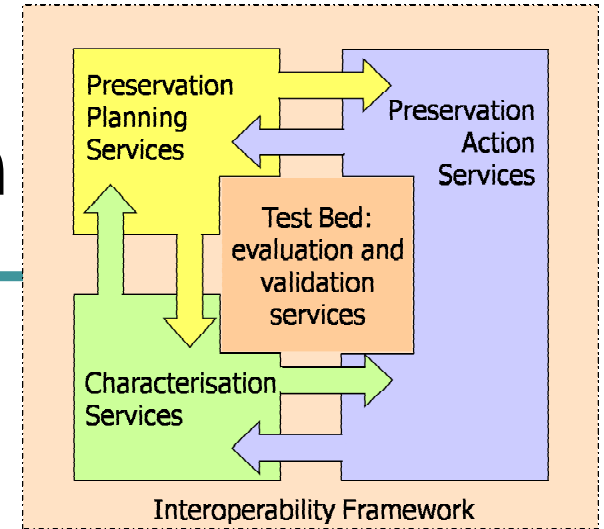 Preservation
Planning
Services
Preservation
Action
Services
Test Bed:
evaluation and
validation
services
Characterisation
Services
Interoperability Framework